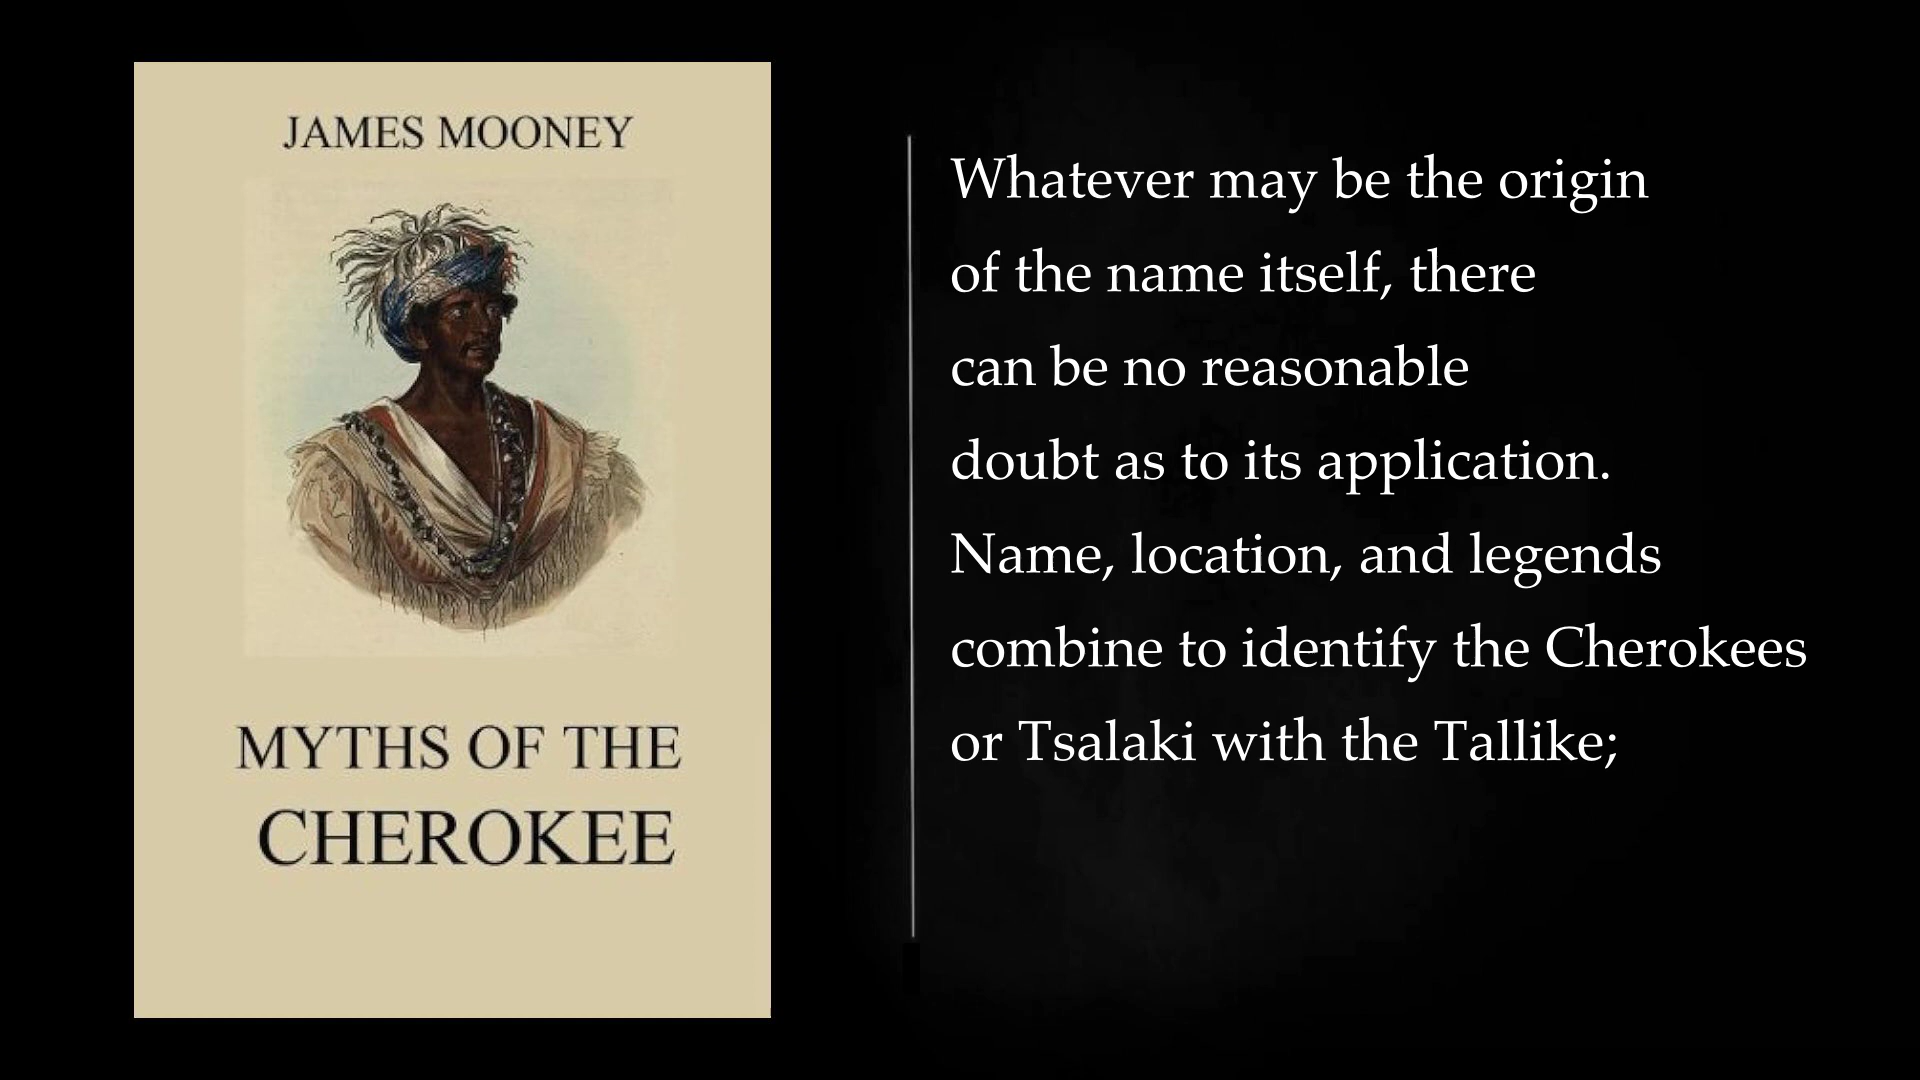 JAMES MOONEY
MYTHS OF THE
CHEROKEE
Whatever may be the origin
of the name itself, there
can be no reasonable
doubt as to its application.
Name, location, and legends
combine to identify the Cherokees
or Tsalaki with the Tallike;